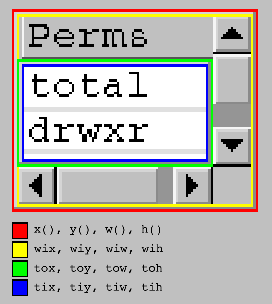 Perms
total
drwxr
x(), y(), w(), h()
wix, wiy, wiw, wih
tox, toy, tow, toh
tix, tiy, tiw, tih